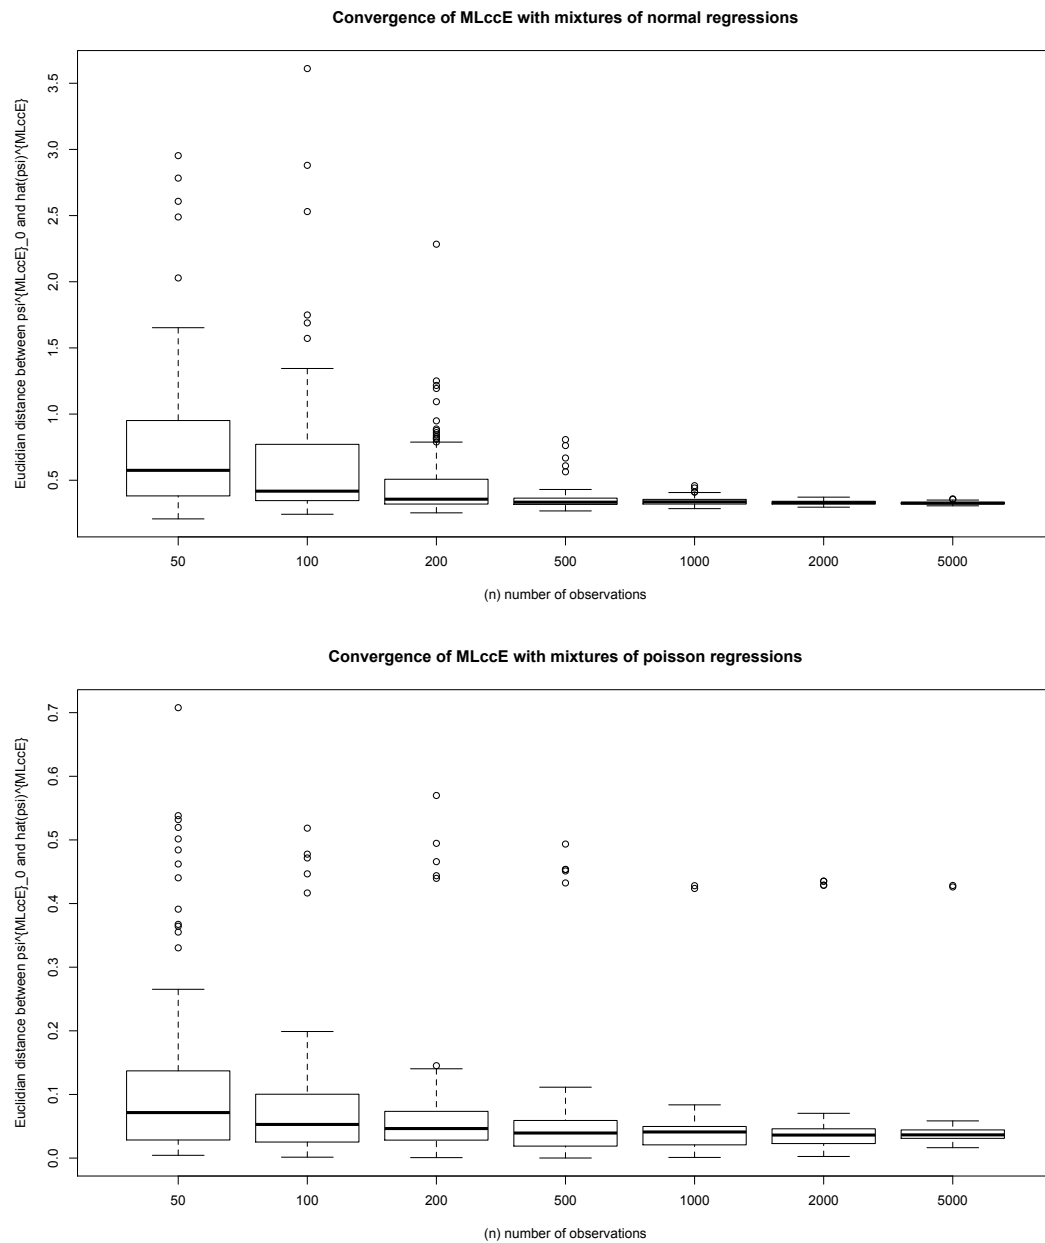 Convergence of MLccE with mixtures of normal regressions
Euclidian distance between psi^{MLccE}_0 and hat(psi)^{MLccE}
3.5
3.0
2.5
2.0
1.5
1.0
0.5
50 100 200 500 1000 2000 5000
(n) number of observations
Convergence of MLccE with mixtures of poisson regressions
Euclidian distance between psi^{MLccE}_0 and hat(psi)^{MLccE}
0.7
0.6
0.5
0.4
0.3
0.2
0.1
0.0
50 100 200 500 1000 2000 5000
(n) number of observations